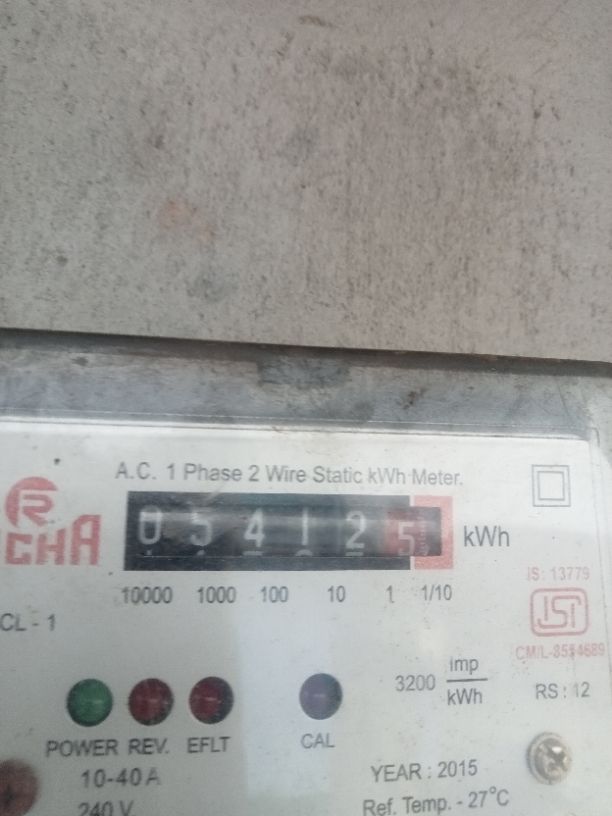 A.C. 1 Phase 2 Wire Static kWh Meter.
CHA
054125 kWh
10000 1000 100 10 1 1/10
IS : 13779
ISI
CM/L-8554689
CL - 1
3200 imp
kWh
RS : 12
POWER REV. EFLT CAL
10-40 A
YEAR : 2015
240 V
Ref. Temp. - 27°C